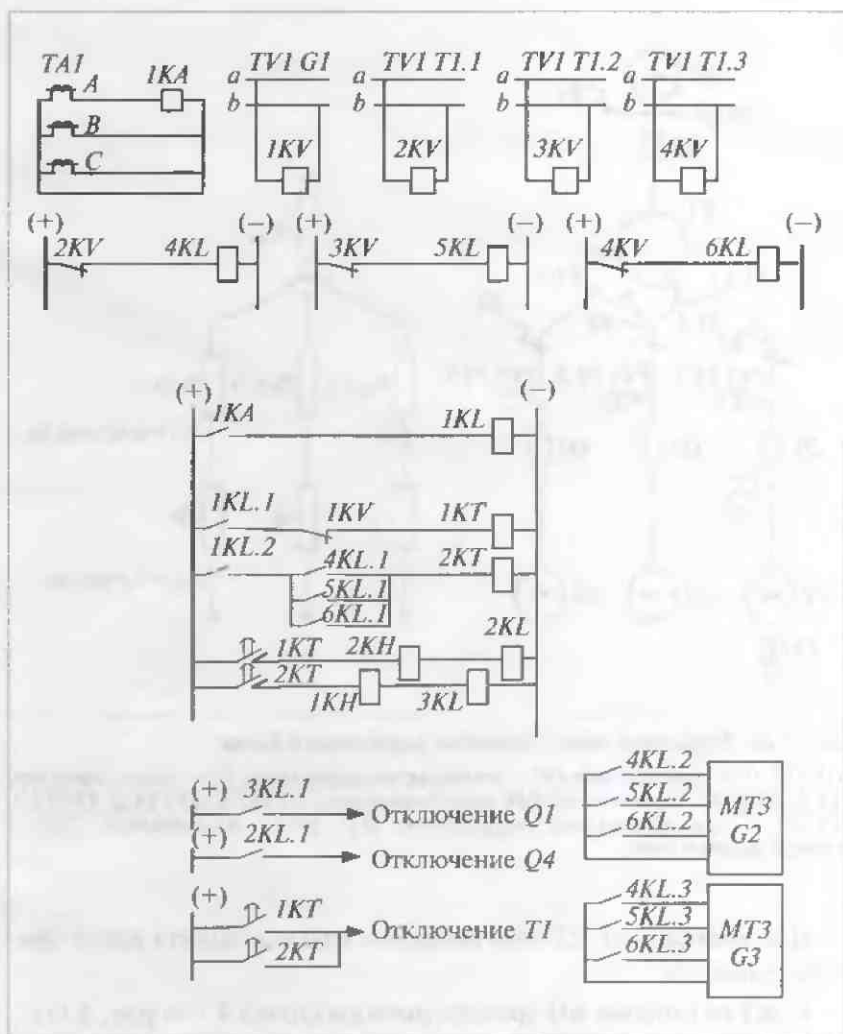 TA1 A 1KA a TV1 G1 a TV1 T1.1 a TV1 T1.2 a TV1 T1.3
b b b b
B
C
1KV 2KV 3KV 4KV
(+) (–) (+) (–) (+) (–)
2KV 4KL 3KV 5KL 4KV 6KL
(+) (–)
1KA 1KL
1KL.1 1KV 1KT
1KL.2 4KL.1 2KT
5KL.1
6KL.1
1KT 2KH 2KL
2KT 1KH 3KL
(+) 3KL.1 Отключение Q1
(+) 2KL.1 Отключение Q4
(+) 1KT Отключение T1
2KT
4KL.2
5KL.2
6KL.2
МТЗ
G2
4KL.3
5KL.3
6KL.3
МТЗ
G3